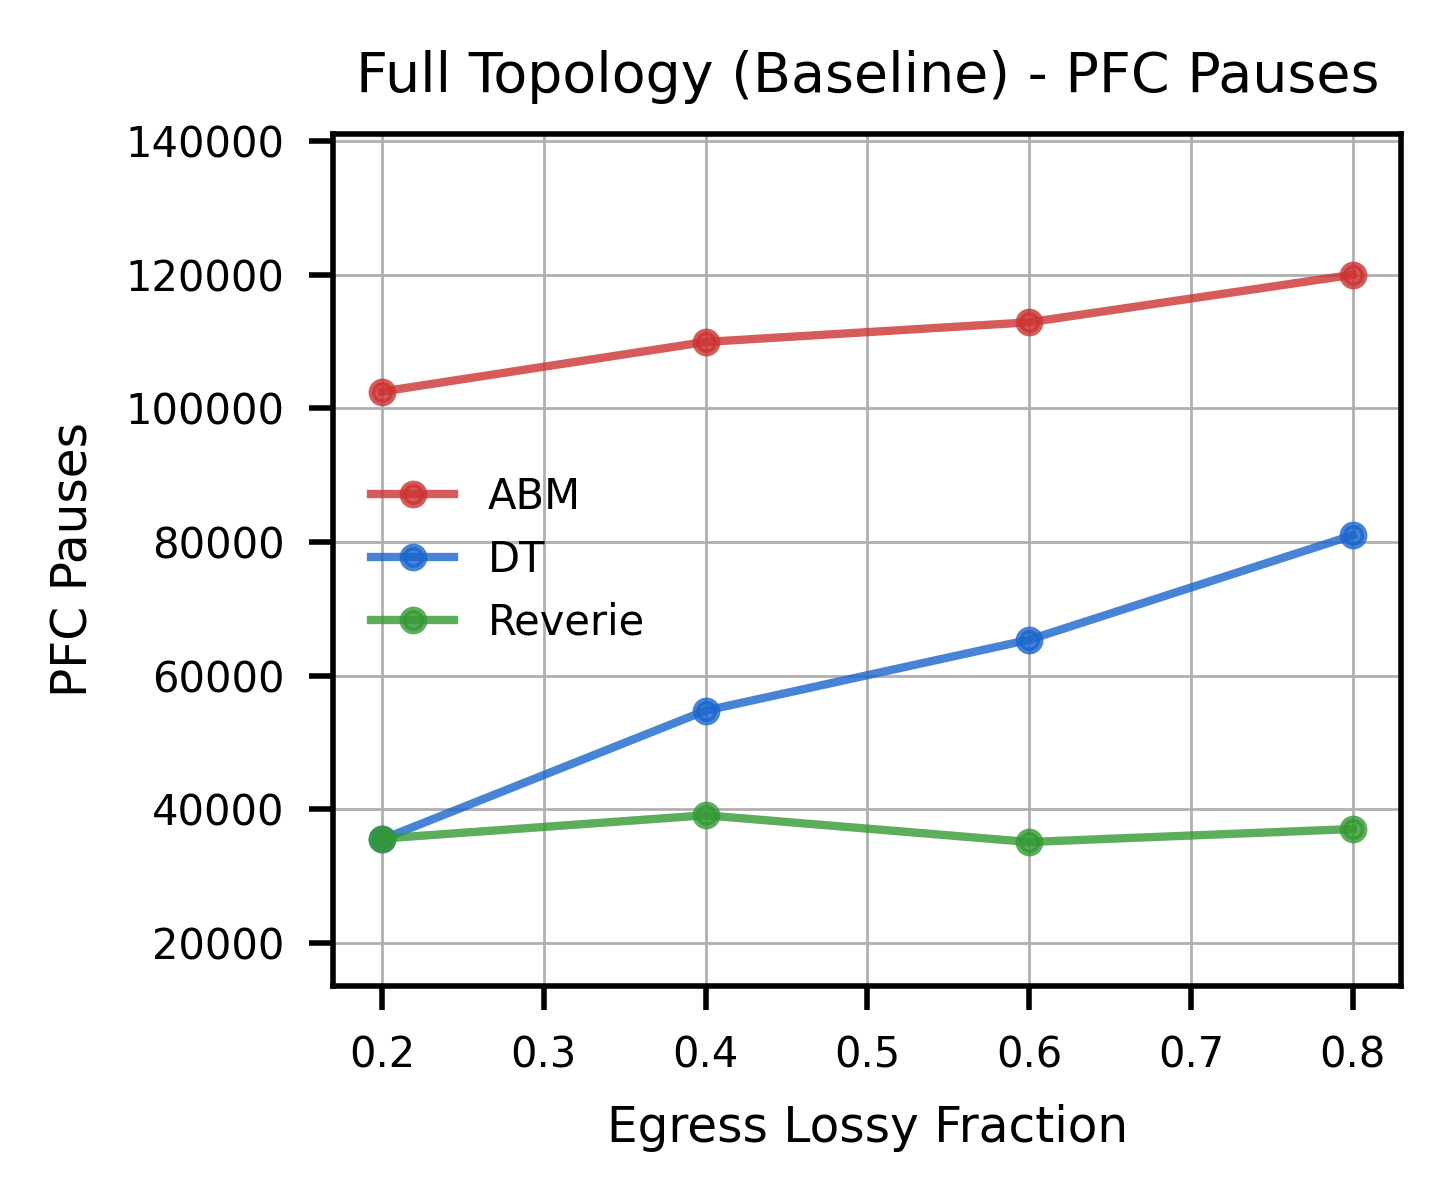 Full Topology (Baseline) - PFC Pauses
140000
120000
100000
80000
60000
40000
20000
PFC Pauses
ABM
DT
Reverie
0.2 0.3 0.4 0.5 0.6 0.7 0.8
Egress Lossy Fraction